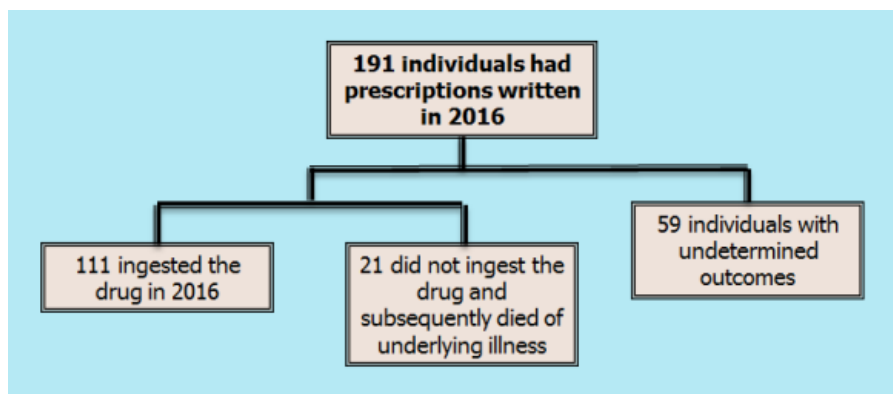 191 individuals had
prescriptions written
in 2016
111 ingested the
drug in 2016
21 did not ingest the
drug and
subsequently died of
underlying illness
59 individuals with
undetermined
outcomes